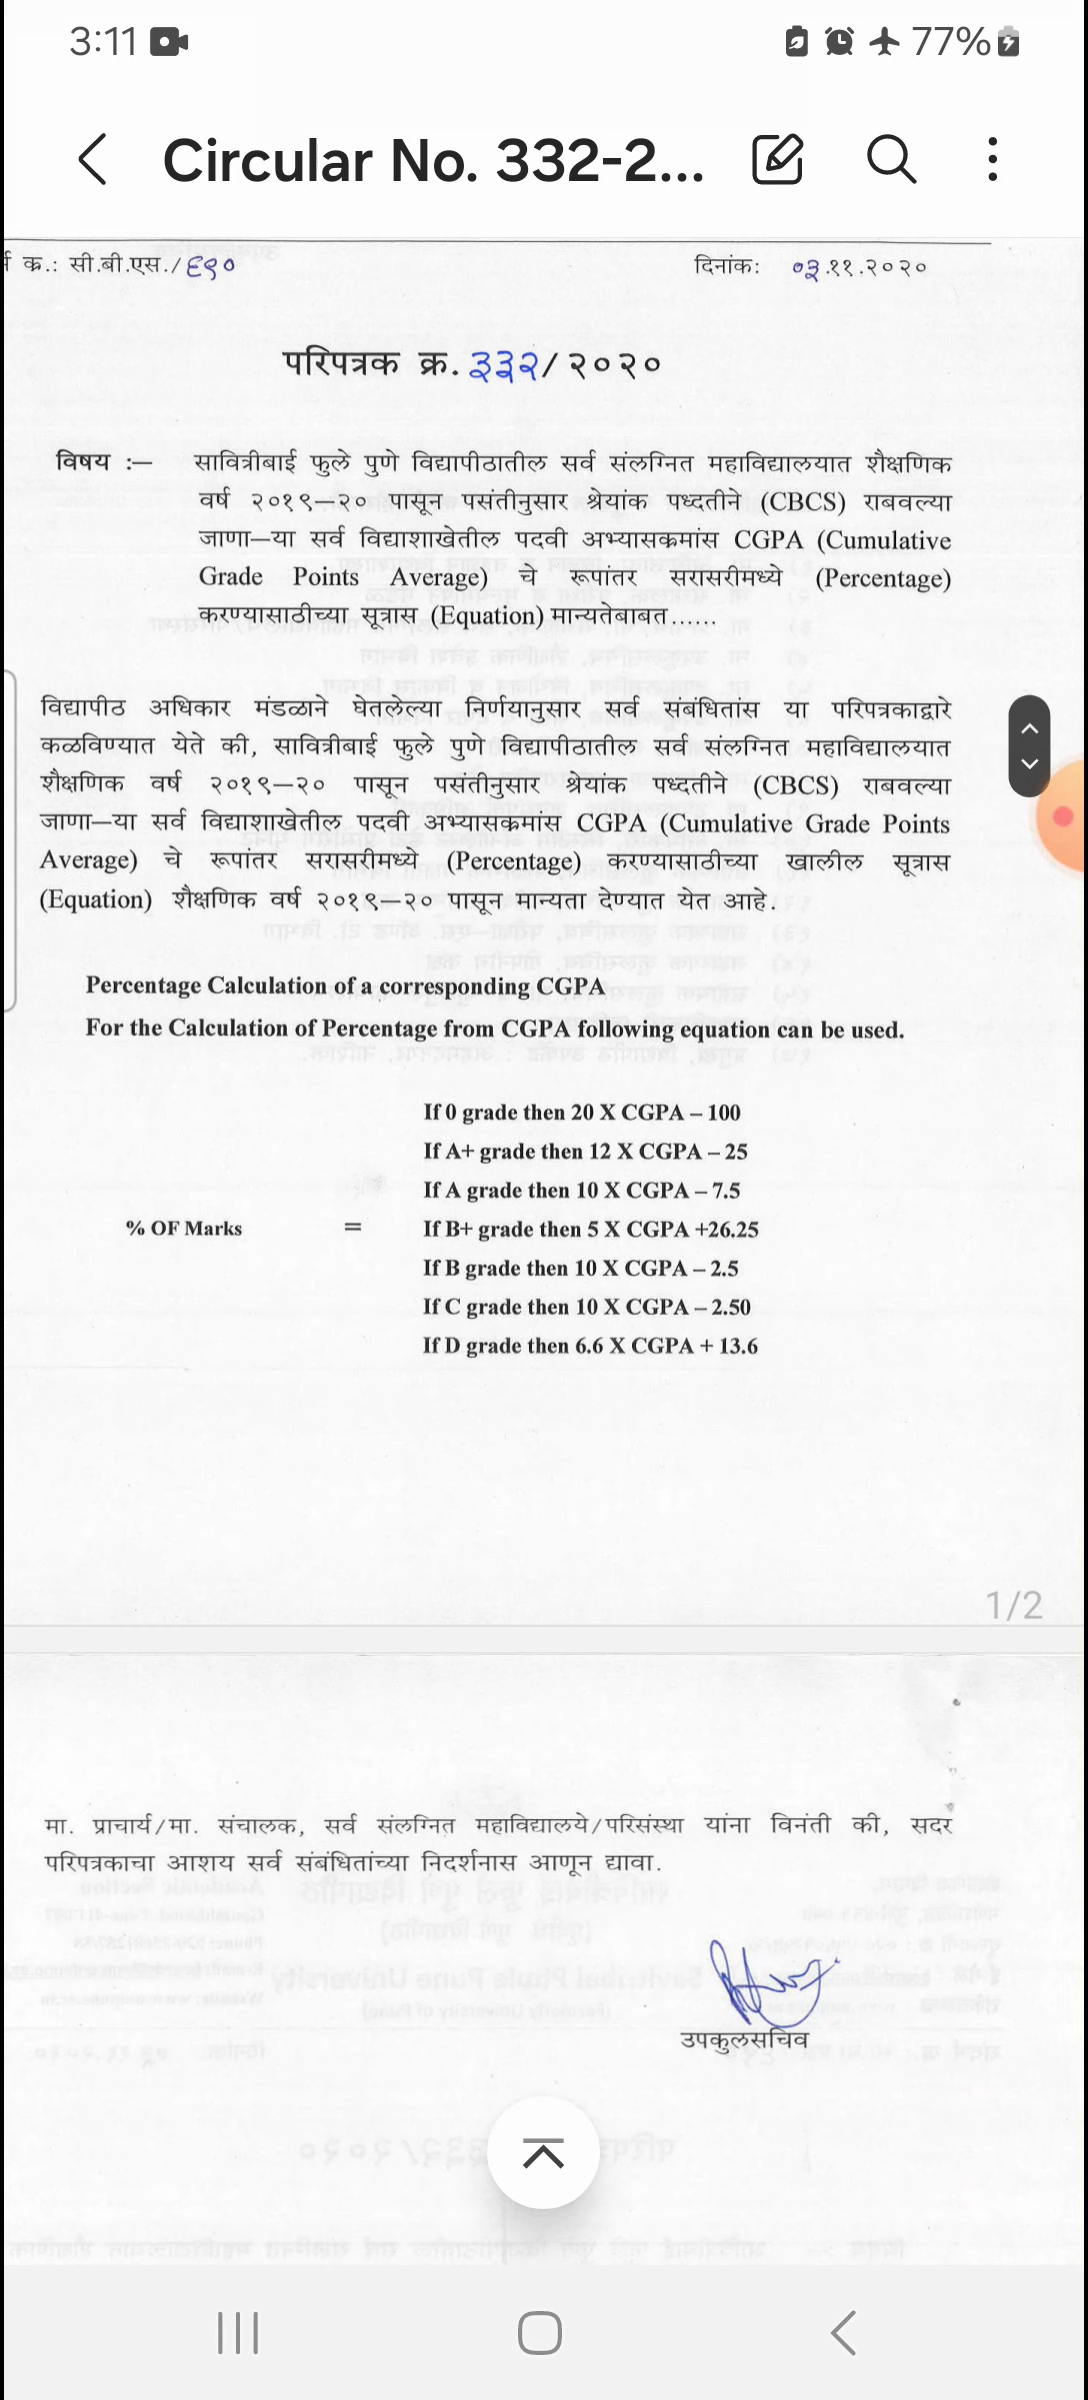 3:11
77%
Circular No. 332-2...
क्र.: सी.बी.एस./६९०
दिनांक: ०३.११.२०२०
परिपत्रक क्र. ३३२/२०२०
विषय :— सावित्रीबाई फुले पुणे विद्यापीठातील सर्व संलग्नित महाविद्यालयात शैक्षणिक
वर्ष २०१९—२० पासून पसंतीनुसार श्रेयांक पध्दतीने (CBCS) राबवल्या
जाणा—या सर्व विद्याशाखेतील पदवी अभ्यासक्रमांस CGPA (Cumulative
Grade Points Average) चे रूपांतर सरासरीमध्ये (Percentage)
करण्यासाठीच्या सूत्रास (Equation) मान्यतेबाबत......
विद्यापीठ अधिकार मंडळाने घेतलेल्या निर्णयानुसार सर्व संबंधितांस या परिपत्रकाद्वारे
कळविण्यात येते की, सावित्रीबाई फुले पुणे विद्यापीठातील सर्व संलग्नित महाविद्यालयात
शैक्षणिक वर्ष २०१९—२० पासून पसंतीनुसार श्रेयांक पध्दतीने (CBCS) राबवल्या
जाणा—या सर्व विद्याशाखेतील पदवी अभ्यासक्रमांस CGPA (Cumulative Grade Points
Average) चे रूपांतर सरासरीमध्ये (Percentage) करण्यासाठीच्या खालील सूत्रास
(Equation) शैक्षणिक वर्ष २०१९—२० पासून मान्यता देण्यात येत आहे.
Percentage Calculation of a corresponding CGPA
For the Calculation of Percentage from CGPA following equation can be used.
If 0 grade then 20 X CGPA – 100
If A+ grade then 12 X CGPA – 25
If A grade then 10 X CGPA – 7.5
% OF Marks = If B+ grade then 5 X CGPA +26.25
If B grade then 10 X CGPA – 2.5
If C grade then 10 X CGPA – 2.50
If D grade then 6.6 X CGPA + 13.6
1/2
मा. प्राचार्य/मा. संचालक, सर्व संलग्नित महाविद्यालये/परिसंस्था यांना विनंती की, सदर
परिपत्रकाचा आशय सर्व संबंधितांच्या निदर्शनास आणून द्यावा.
उपकुलसचिव